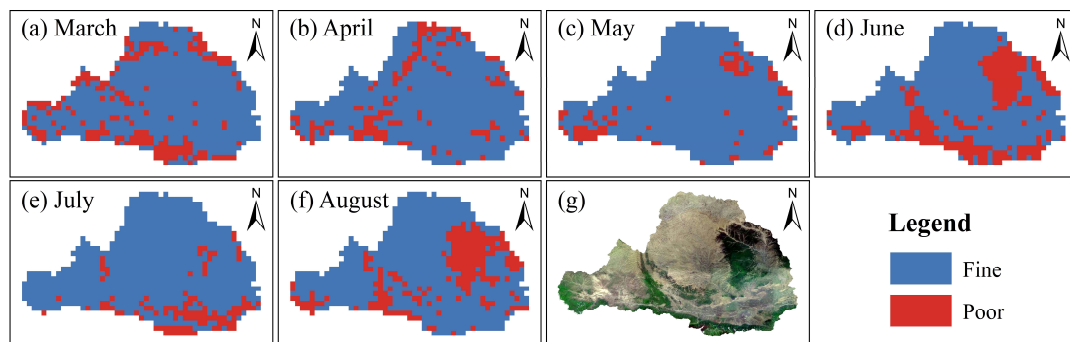 (a) March
N
(b) April
N
(c) May
N
(d) June
N
(e) July
N
(f) August
N
(g)
N
Legend
Fine
Poor